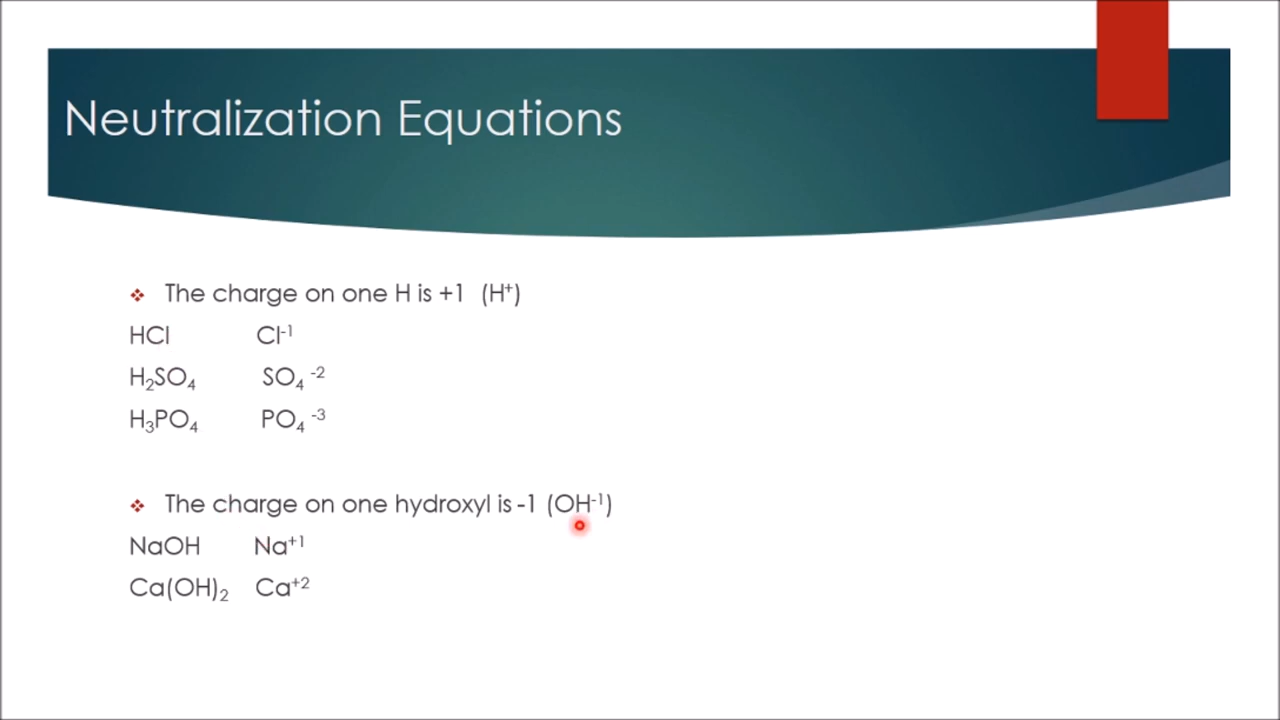 Neutralization Equations
❖ The charge on one H is +1 (H⁺)
HCl Cl⁻¹
H₂SO₄ SO₄ ⁻²
H₃PO₄ PO₄ ⁻³
❖ The charge on one hydroxyl is -1 (OH⁻¹)
NaOH Na⁺¹
Ca(OH)₂ Ca⁺²